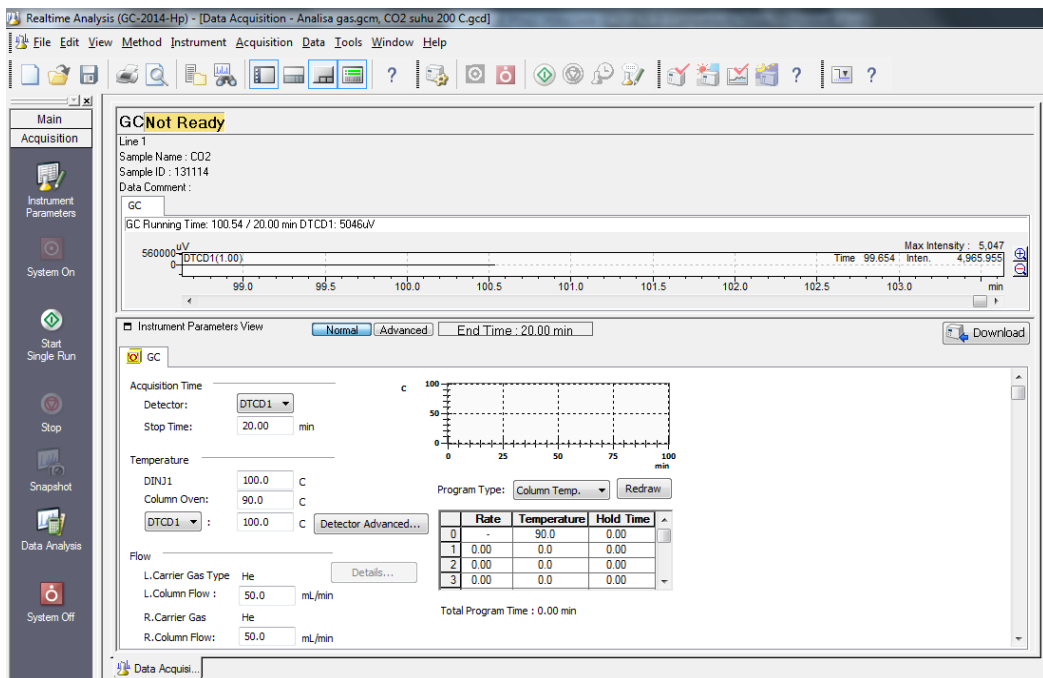 Realtime Analysis (GC-2014-Hp) - [Data Acquisition - Analisa gas.gcm, CO2 suhu 200 C.gcd]
File Edit View Method Instrument Acquisition Data Tools Window Help
Main
Acquisition
Instrument
Parameters
System On
Start
Single Run
Stop
Snapshot
Data Analysis
System Off
GC Not Ready
Line 1
Sample Name : CO2
Sample ID : 131114
Data Comment :
GC
GC Running Time: 100.54 / 20.00 min DTCD1: 5046uV
uV
Max Intensity : 5,047
560000
DTCD1(1.00)
Time 99.654 Inten. 4,965.955
0
99.0 99.5 100.0 100.5 101.0 101.5 102.0 102.5 103.0 min
Instrument Parameters View Normal Advanced End Time : 20.00 min Download
GC
Acquisition Time
Detector: DTCD1
Stop Time: 20.00 min
Temperature
DINJ1 100.0 C
Column Oven: 90.0 C
DTCD1 : 100.0 C Detector Advanced...
Flow
L.Carrier Gas Type He Details...
L.Column Flow : 50.0 mL/min
R.Carrier Gas He
R.Column Flow: 50.0 mL/min
C
100
50
0
0 25 50 75 100
min
Program Type: Column Temp. Redraw
Rate Temperature Hold Time
0 - 90.0 0.00
1 0.00 0.0 0.00
2 0.00 0.0 0.00
3 0.00 0.0 0.00
Total Program Time : 0.00 min
Data Acquisi...